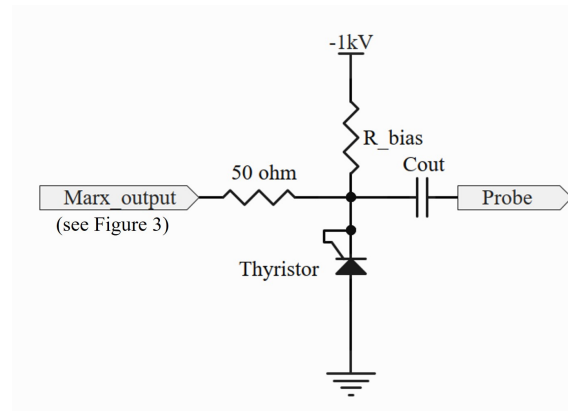 -1kV
R_bias
50 ohm
Cout
Marx_output
Probe
(see Figure 3)
Thyristor